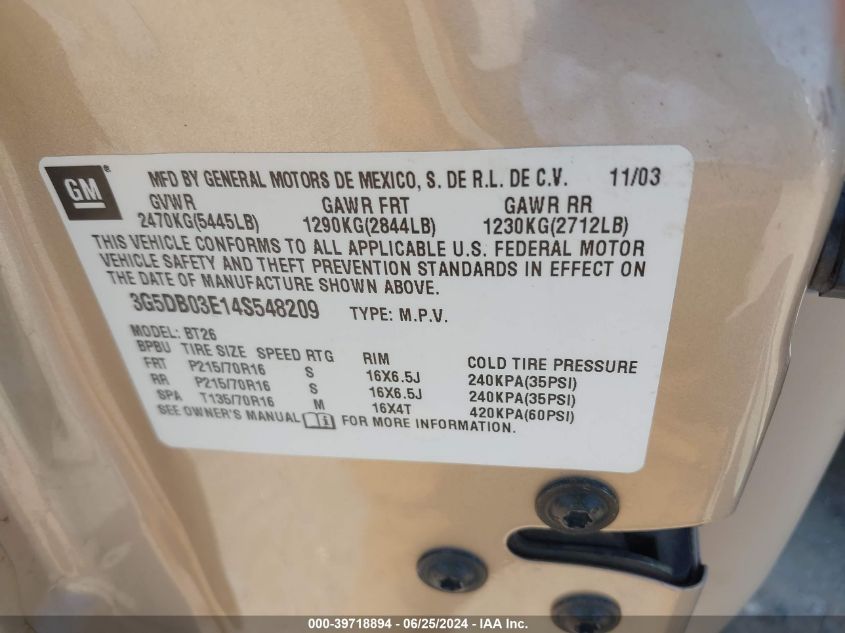 GM ®
MFD BY GENERAL MOTORS DE MEXICO, S. DE R.L. DE C.V. 11/03
GVWR GAWR FRT GAWR RR
2470KG(5445LB) 1290KG(2844LB) 1230KG(2712LB)
THIS VEHICLE CONFORMS TO ALL APPLICABLE U.S. FEDERAL MOTOR
VEHICLE SAFETY AND THEFT PREVENTION STANDARDS IN EFFECT ON
THE DATE OF MANUFACTURE SHOWN ABOVE.
3G5DB03E14S548209 TYPE: M.P.V.
MODEL: BT26
BPBU TIRE SIZE SPEED RTG RIM COLD TIRE PRESSURE
FRT P215/70R16 S 16X6.5J 240KPA(35PSI)
RR P215/70R16 S 16X6.5J 240KPA(35PSI)
SPA T135/70R16 M 16X4T 420KPA(60PSI)
SEE OWNER'S MANUAL i FOR MORE INFORMATION.
000-39718894 - 06/25/2024 - IAA Inc.